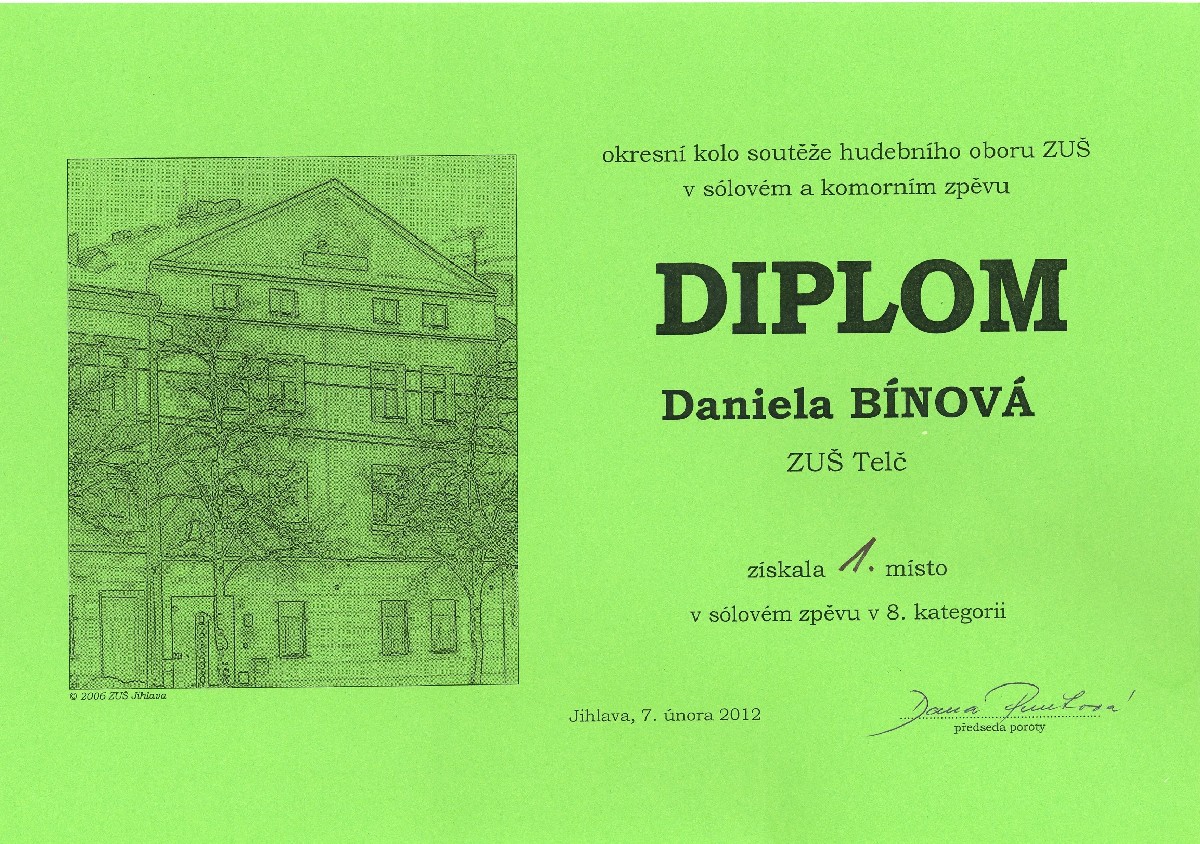 okresní kolo soutěže hudebního oboru ZUŠ
v sólovém a komorním zpěvu
DIPLOM
Daniela BÍNOVÁ
ZUŠ Telč
získala 1. místo
v sólovém zpěvu v 8. kategorii
© 2006 ZUŠ Jihlava
Jihlava, 7. února 2012
Dana
předseda poroty